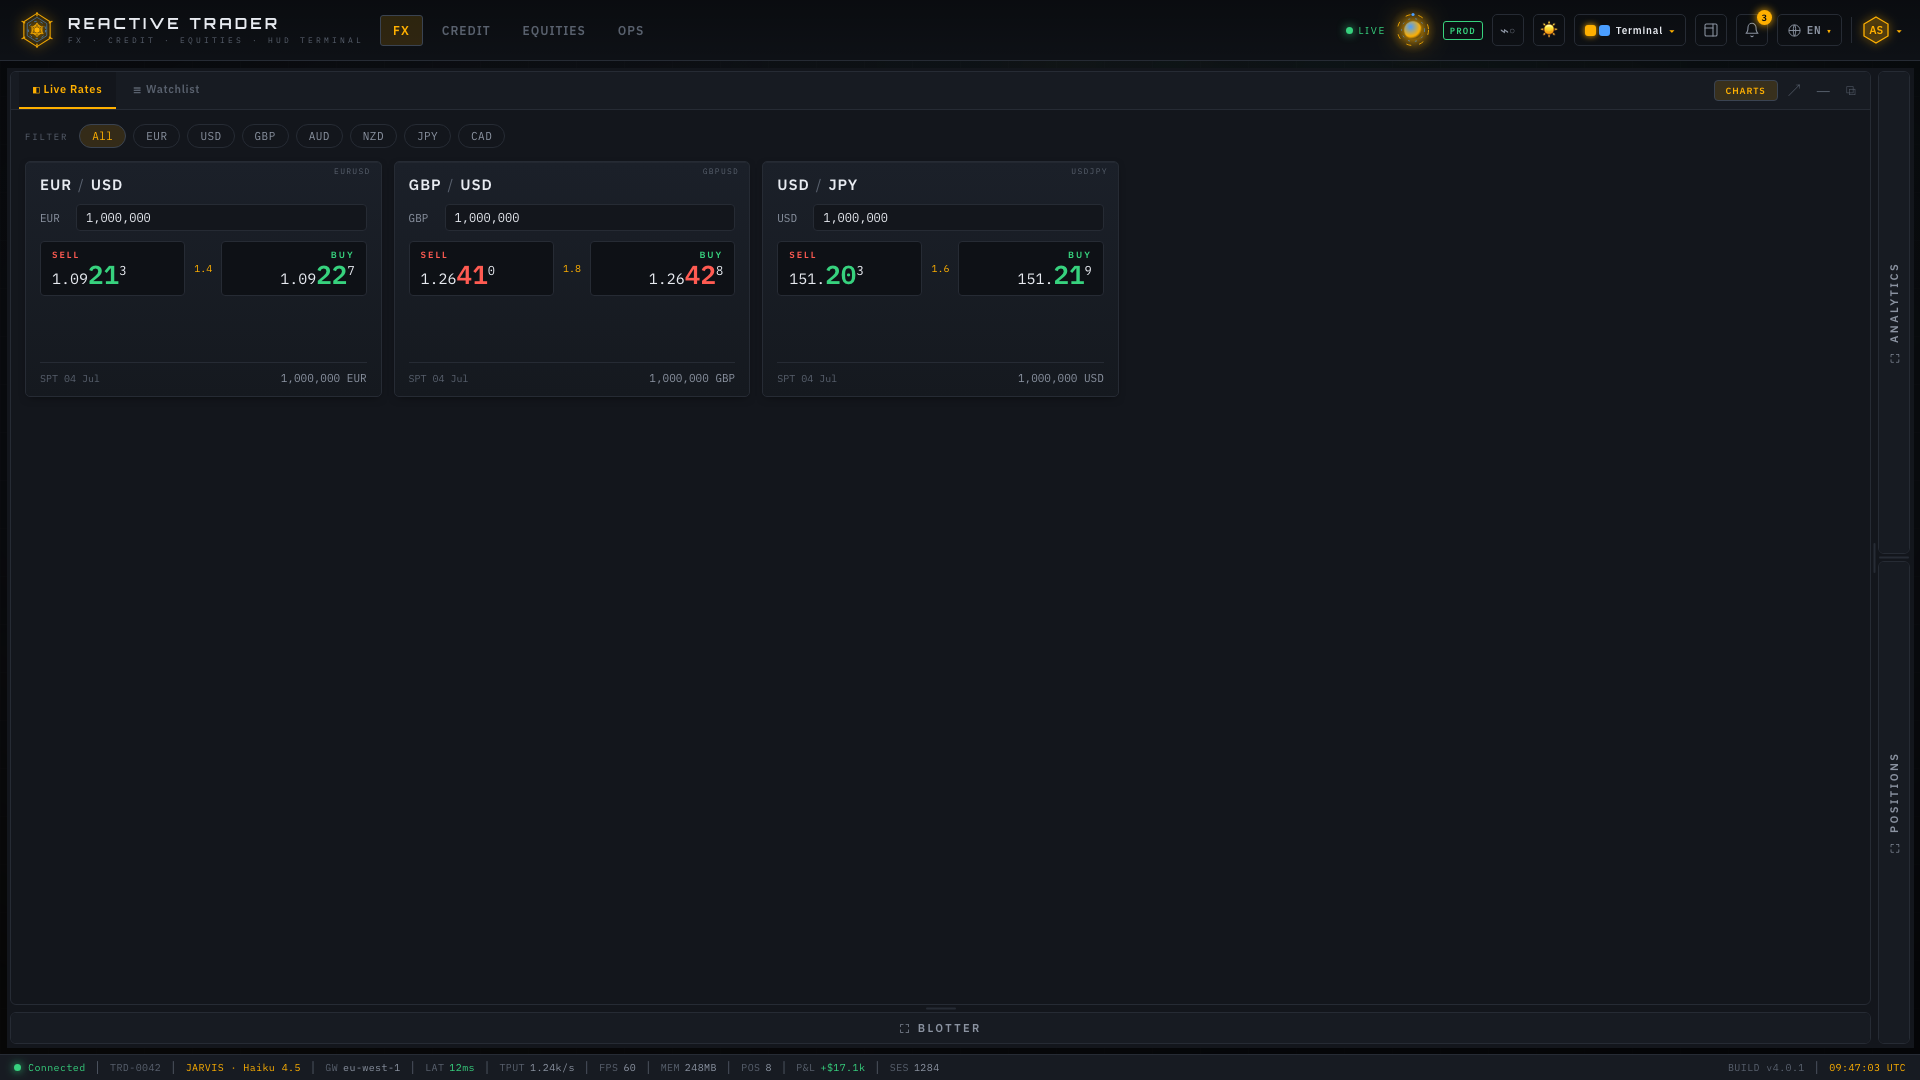 REACTIVE TRADER
FX · CREDIT · EQUITIES · HUD TERMINAL
FX CREDIT EQUITIES OPS
LIVE PROD Terminal 3 EN AS
Live Rates Watchlist CHARTS
FILTER All EUR USD GBP AUD NZD JPY CAD
EURUSD
EUR / USD
EUR 1,000,000
SELL BUY
1.09213 1.4 1.09227
SPT 04 Jul 1,000,000 EUR
GBPUSD
GBP / USD
GBP 1,000,000
SELL BUY
1.26410 1.8 1.26428
SPT 04 Jul 1,000,000 GBP
USDJPY
USD / JPY
USD 1,000,000
SELL BUY
151.203 1.6 151.219
SPT 04 Jul 1,000,000 USD
ANALYTICS
POSITIONS
BLOTTER
Connected TRD-0042 JARVIS · Haiku 4.5 GW eu-west-1 LAT 12ms TPUT 1.24k/s FPS 60 MEM 248MB POS 8 P&L +$17.1k SES 1284 BUILD v4.0.1 09:47:03 UTC